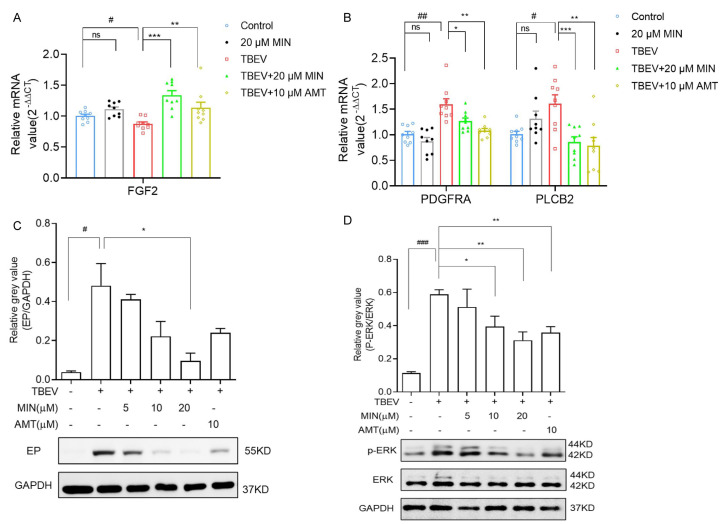 A
#
**
ns
***
Control
20 μM MIN
TBEV
TBEV+20 μM MIN
TBEV+10 μM AMT
Relative mRNA
value(2 -ΔΔCT)
2.0
1.5
1.0
0.5
0.0
FGF2
B
##
**
ns
*
#
**
ns
***
Control
20 μM MIN
TBEV
TBEV+20 μM MIN
TBEV+10 μM AMT
Relative mRNA
value(2 -ΔΔCT)
2.5
2.0
1.5
1.0
0.5
0.0
PDGFRA
PLCB2
C
#
*
Relative grey value
(EP/GAPDH)
0.8
0.6
0.4
0.2
0.0
TBEV - + + + + +
MIN(μM) - - 5 10 20 -
AMT(μM) - - - - - 10
EP 55KD
GAPDH 37KD
D
**
###
**
*
Relative grey value
(P-ERK/ERK)
0.8
0.6
0.4
0.2
0.0
TBEV - + + + + +
MIN(μM) - - 5 10 20 -
AMT(μM) - - - - - 10
p-ERK 44KD
42KD
ERK 44KD
42KD
GAPDH 37KD